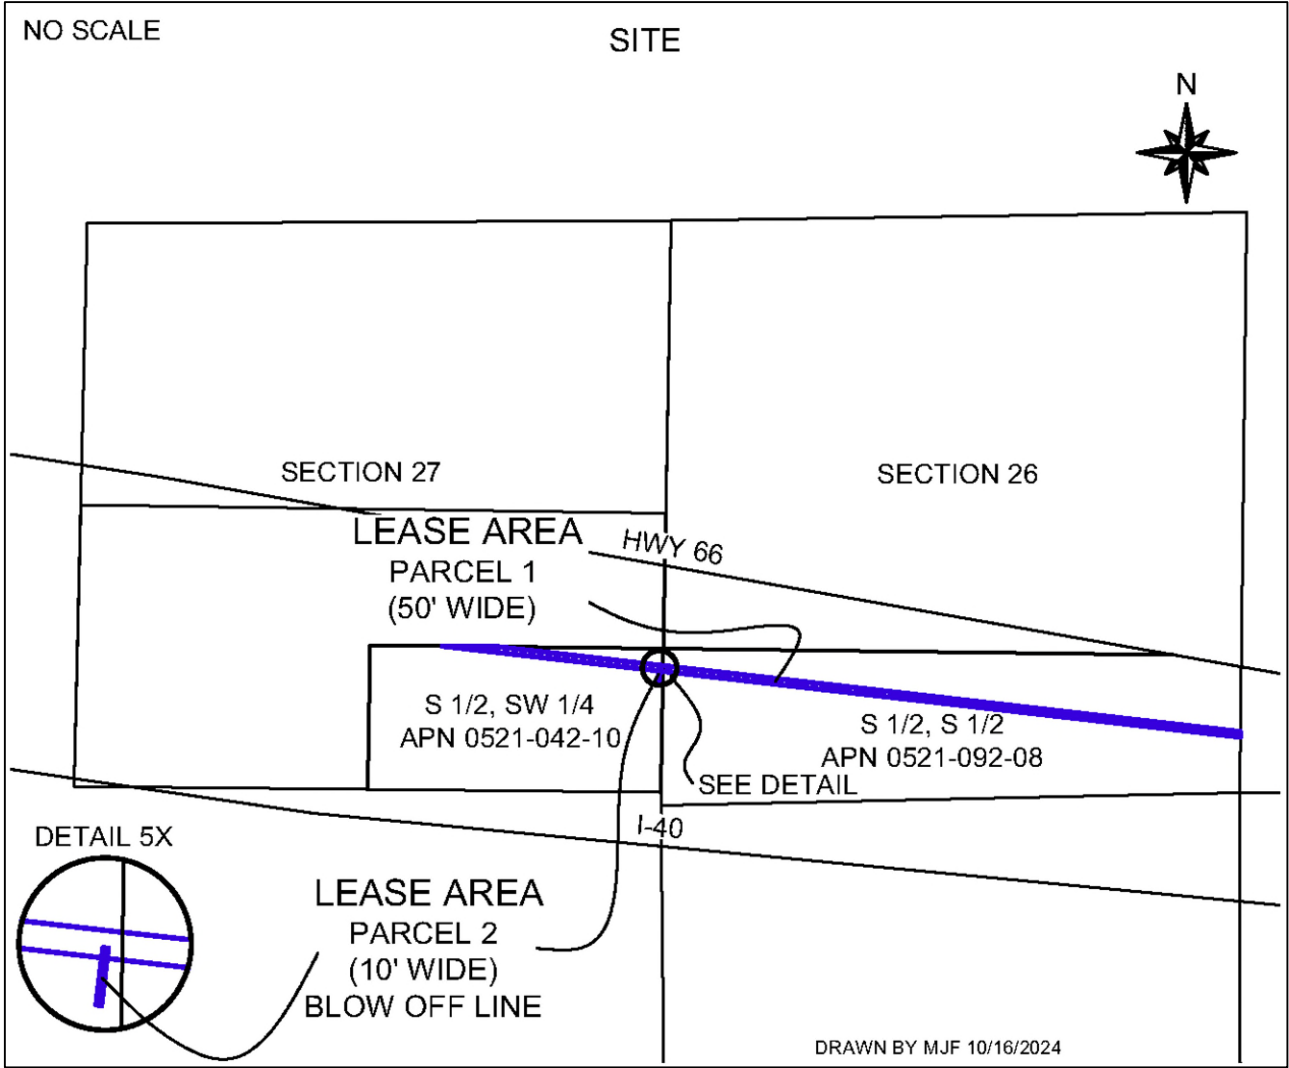 NO SCALE
SITE
N
SECTION 27
SECTION 26
LEASE AREA
PARCEL 1
(50' WIDE)
HWY 66
S 1/2, SW 1/4
APN 0521-042-10
S 1/2, S 1/2
APN 0521-092-08
SEE DETAIL
I-40
DETAIL 5X
LEASE AREA
PARCEL 2
(10' WIDE)
BLOW OFF LINE
DRAWN BY MJF 10/16/2024